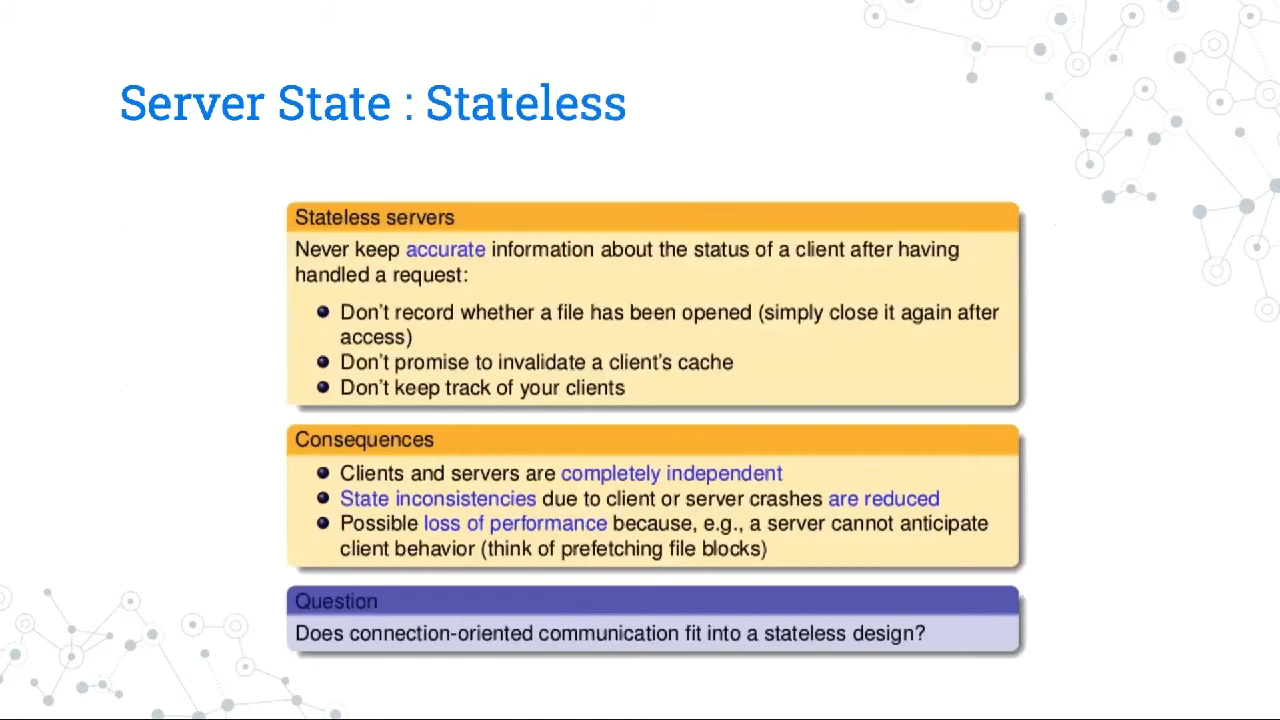 Server State : Stateless
Stateless servers
Never keep accurate information about the status of a client after having
handled a request:
Don't record whether a file has been opened (simply close it again after
access)
Don't promise to invalidate a client's cache
Don't keep track of your clients
Consequences
Clients and servers are completely independent
State inconsistencies due to client or server crashes are reduced
Possible loss of performance because, e.g., a server cannot anticipate
client behavior (think of prefetching file blocks)
Question
Does connection-oriented communication fit into a stateless design?